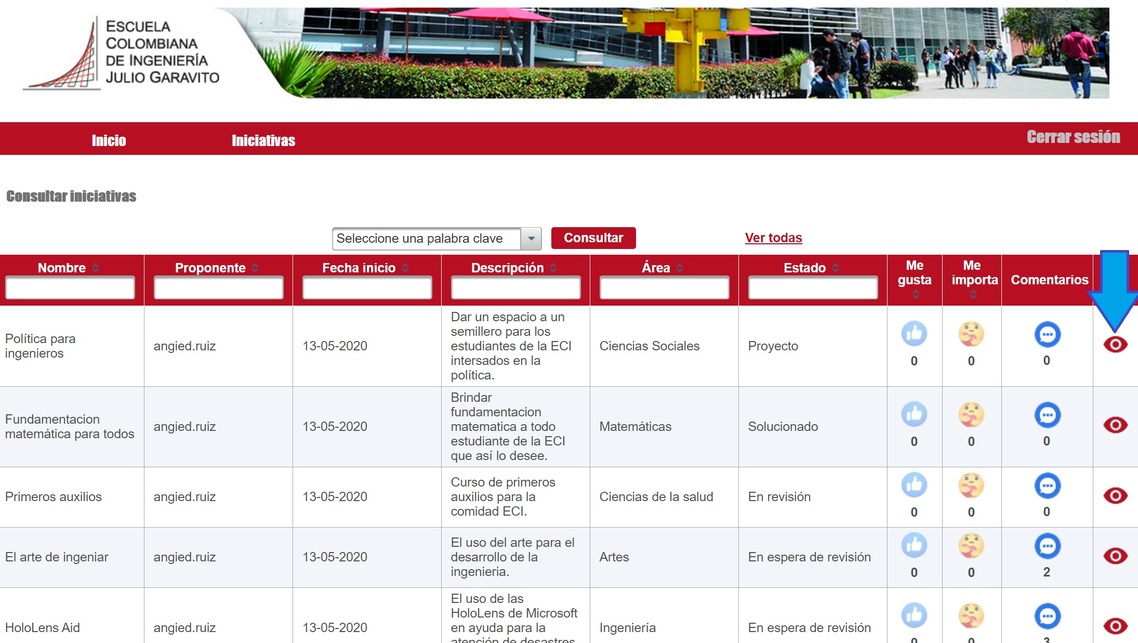 ESCUELA
COLOMBIANA
DE INGENIERÍA
JULIO GARAVITO
Inicio
Iniciativas
Cerrar sesión
Consultar iniciativas
Seleccione una palabra clave
Consultar
Ver todas
Nombre
Proponente
Fecha inicio
Descripción
Área
Estado
Me
gusta
Me
importa
Comentarios
Política para
ingenieros
angied.ruiz
13-05-2020
Dar un espacio a un
semillero para los
estudiantes de la ECI
intersados en la
política.
Ciencias Sociales
Proyecto
0
0
0
Fundamentacion
matemática para todos
angied.ruiz
13-05-2020
Brindar
fundamentacion
matematica a todo
estudiante de la ECI
que así lo desee.
Matemáticas
Solucionado
0
0
0
Primeros auxilios
angied.ruiz
13-05-2020
Curso de primeros
auxilios para la
comidad ECI.
Ciencias de la salud
En revisión
0
0
0
El arte de ingeniar
angied.ruiz
13-05-2020
El uso del arte para el
desarrollo de la
ingenieria.
Artes
En espera de revisión
0
0
2
HoloLens Aid
angied.ruiz
13-05-2020
El uso de las
HoloLens de Microsoft
en ayuda para la
atención de desastres
Ingeniería
En espera de revisión
0
0
3